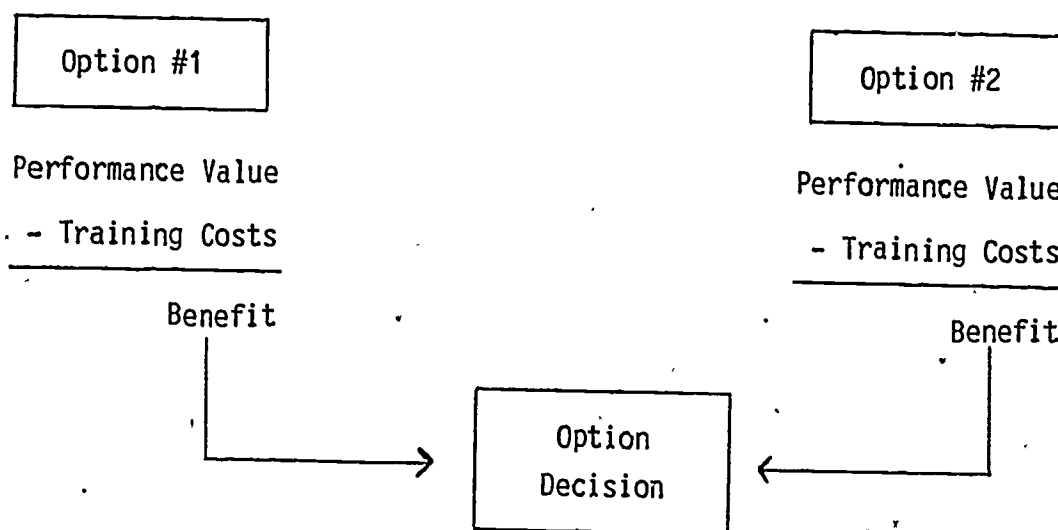 Option #1
Performance Value
- Training Costs
Benefit
Option #2
Performance Value
- Training Costs
Benefit
Option
Decision